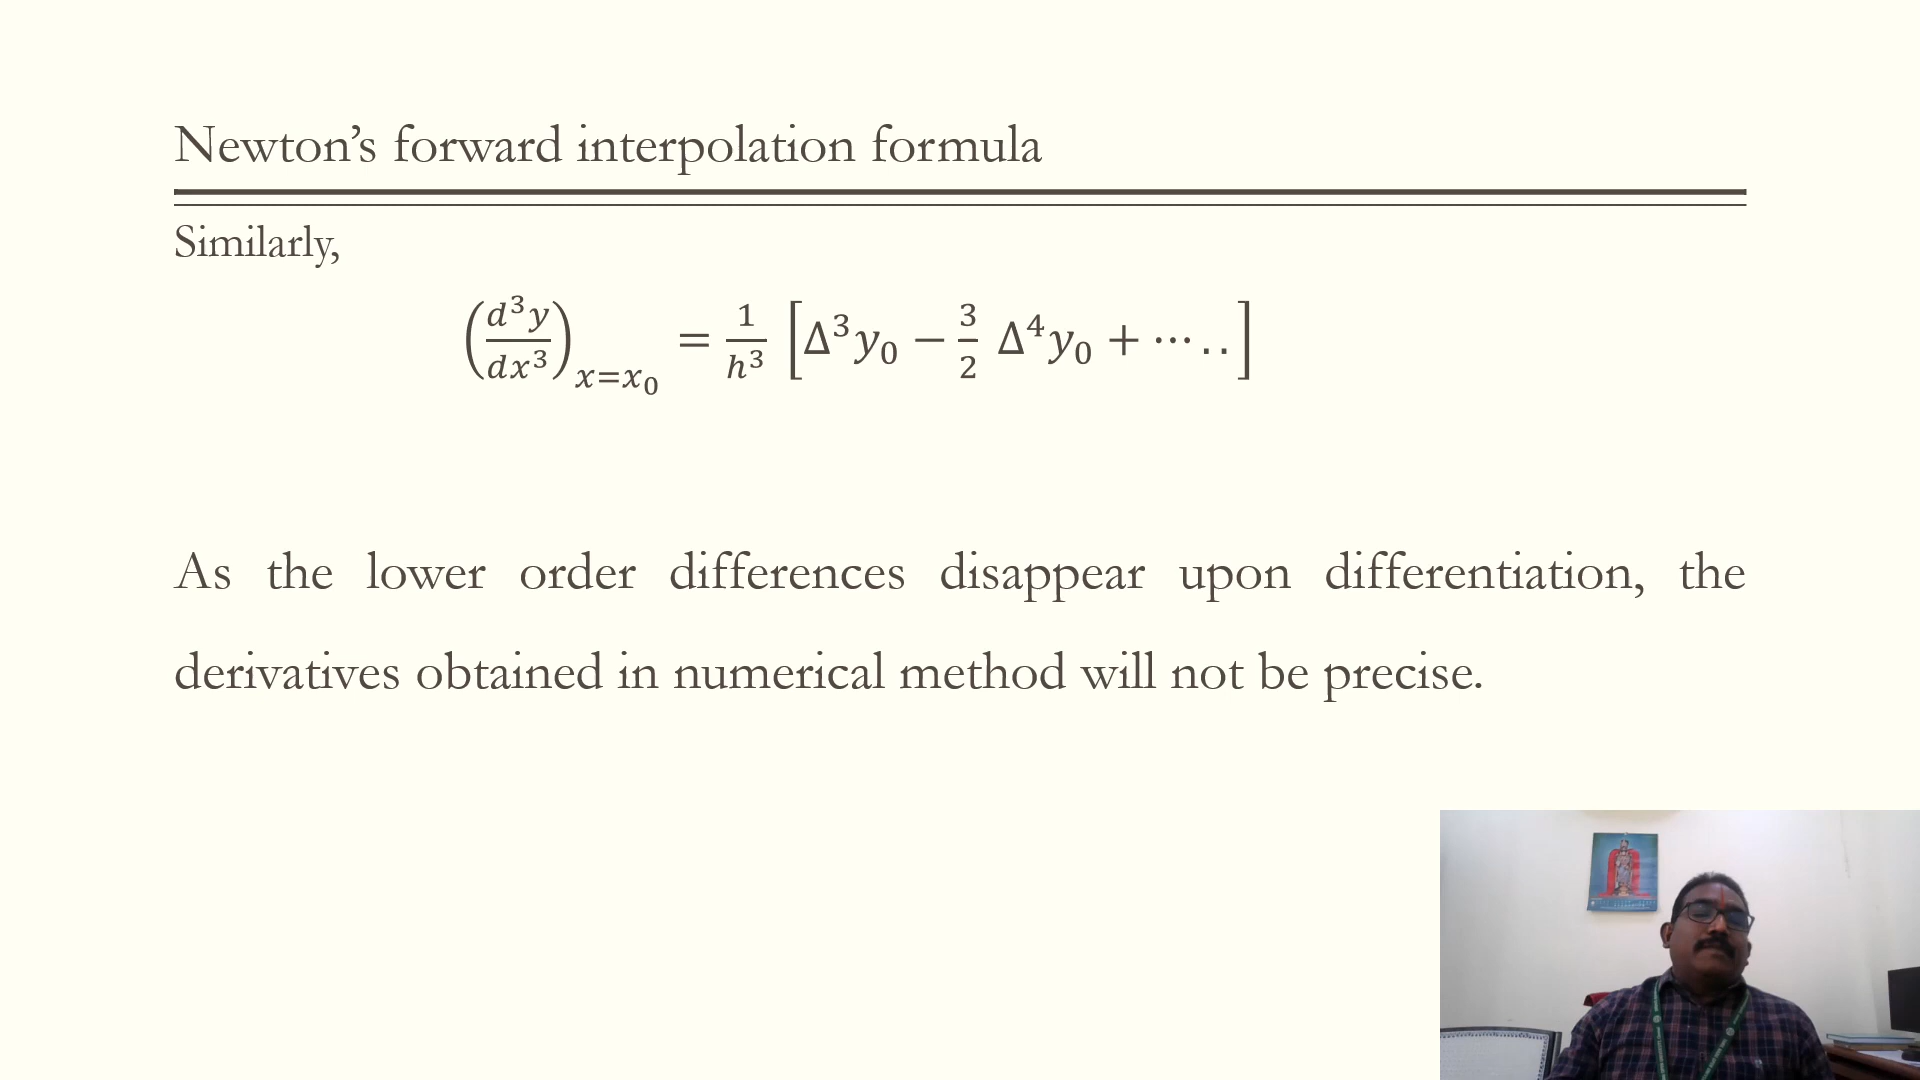 Newton’s forward interpolation formula
Similarly,
(d³y/dx³)ₓ₌ₓ₀ = 1/h³ [Δ³y₀ − 3/2 Δ⁴y₀ + ⋯ . . ]
As the lower order differences disappear upon differentiation, the
derivatives obtained in numerical method will not be precise.